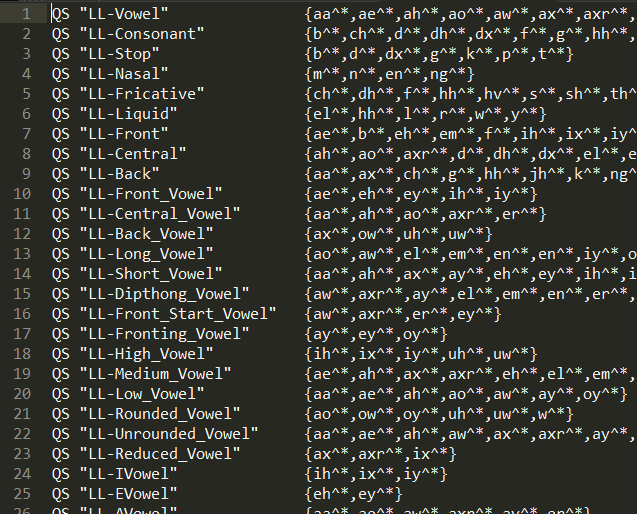 1 QS "LL-Vowel" {aa^*,ae^*,ah^*,ao^*,aw^*,ax^*,axr^*,
2 QS "LL-Consonant" {b^*,ch^*,d^*,dh^*,dx^*,f^*,g^*,hh^*,
3 QS "LL-Stop" {b^*,d^*,dx^*,g^*,k^*,p^*,t^*}
4 QS "LL-Nasal" {m^*,n^*,en^*,ng^*}
5 QS "LL-Fricative" {ch^*,dh^*,f^*,hh^*,hv^*,s^*,sh^*,th^
6 QS "LL-Liquid" {el^*,hh^*,l^*,r^*,w^*,y^*}
7 QS "LL-Front" {ae^*,b^*,eh^*,em^*,f^*,ih^*,ix^*,iy^
8 QS "LL-Central" {ah^*,ao^*,axr^*,d^*,dh^*,dx^*,el^*,e
9 QS "LL-Back" {aa^*,ax^*,ch^*,g^*,hh^*,jh^*,k^*,ng^
10 QS "LL-Front_Vowel" {ae^*,eh^*,ey^*,ih^*,iy^*}
11 QS "LL-Central_Vowel" {aa^*,ah^*,ao^*,axr^*,er^*}
12 QS "LL-Back_Vowel" {ax^*,ow^*,uh^*,uw^*}
13 QS "LL-Long_Vowel" {ao^*,aw^*,el^*,em^*,en^*,en^*,iy^*,o
14 QS "LL-Short_Vowel" {aa^*,ah^*,ax^*,ay^*,eh^*,ey^*,ih^*,i
15 QS "LL-Dipthong_Vowel" {aw^*,axr^*,ay^*,el^*,em^*,en^*,er^*,
16 QS "LL-Front_Start_Vowel" {aw^*,axr^*,er^*,ey^*}
17 QS "LL-Fronting_Vowel" {ay^*,ey^*,oy^*}
18 QS "LL-High_Vowel" {ih^*,ix^*,iy^*,uh^*,uw^*}
19 QS "LL-Medium_Vowel" {ae^*,ah^*,ax^*,axr^*,eh^*,el^*,em^*,
20 QS "LL-Low_Vowel" {aa^*,ae^*,ah^*,ao^*,aw^*,ay^*,oy^*}
21 QS "LL-Rounded_Vowel" {ao^*,ow^*,oy^*,uh^*,uw^*,w^*}
22 QS "LL-Unrounded_Vowel" {aa^*,ae^*,ah^*,aw^*,ax^*,axr^*,ay^*,
23 QS "LL-Reduced_Vowel" {ax^*,axr^*,ix^*}
24 QS "LL-IVowel" {ih^*,ix^*,iy^*}
25 QS "LL-EVowel" {eh^*,ey^*}
26 QS "LL-AVowel" {aa^*,ae^*,aw^*,axr^*,ay^*,er^*}